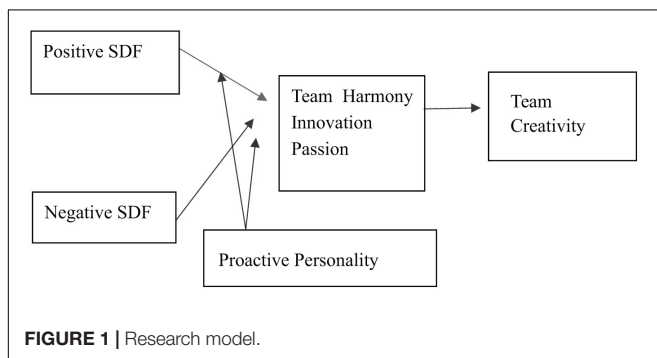 Positive SDF
Team Harmony
Innovation
Passion
Team
Creativity
Negative SDF
Proactive Personality
FIGURE 1 | Research model.